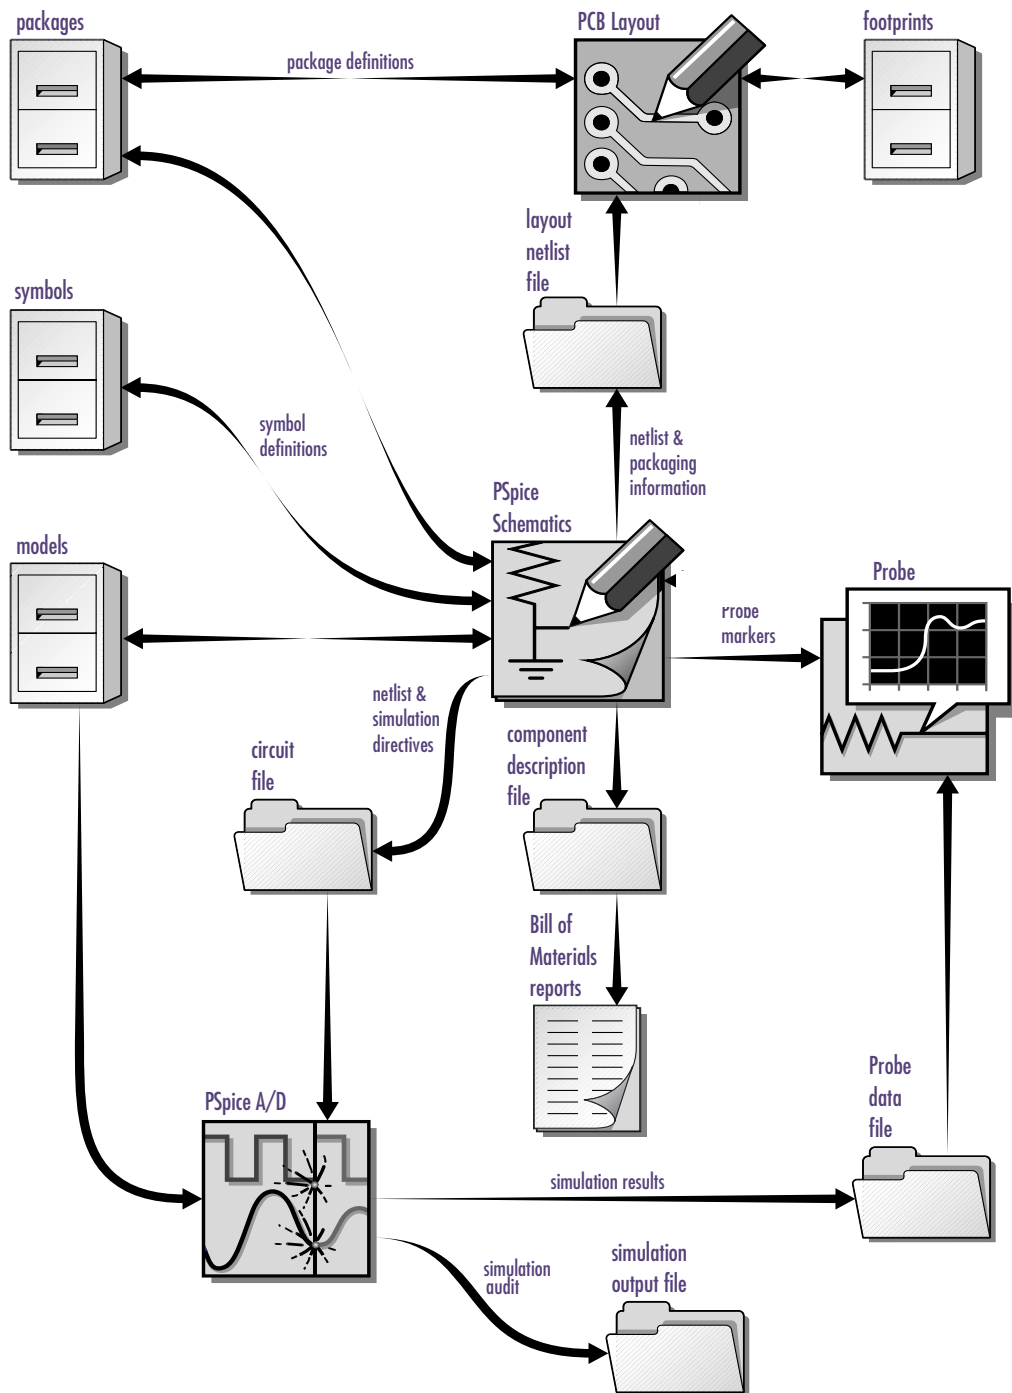 packages
PCB Layout
footprints
package definitions
layout
netlist
file
symbols
symbol
definitions
netlist &
packaging
information
PSpice
Schematics
models
Probe
Probe
markers
netlist &
simulation
directives
circuit
file
component
description
file
Bill of
Materials
reports
Probe
data
file
PSpice A/D
simulation results
simulation
audit
simulation
output file